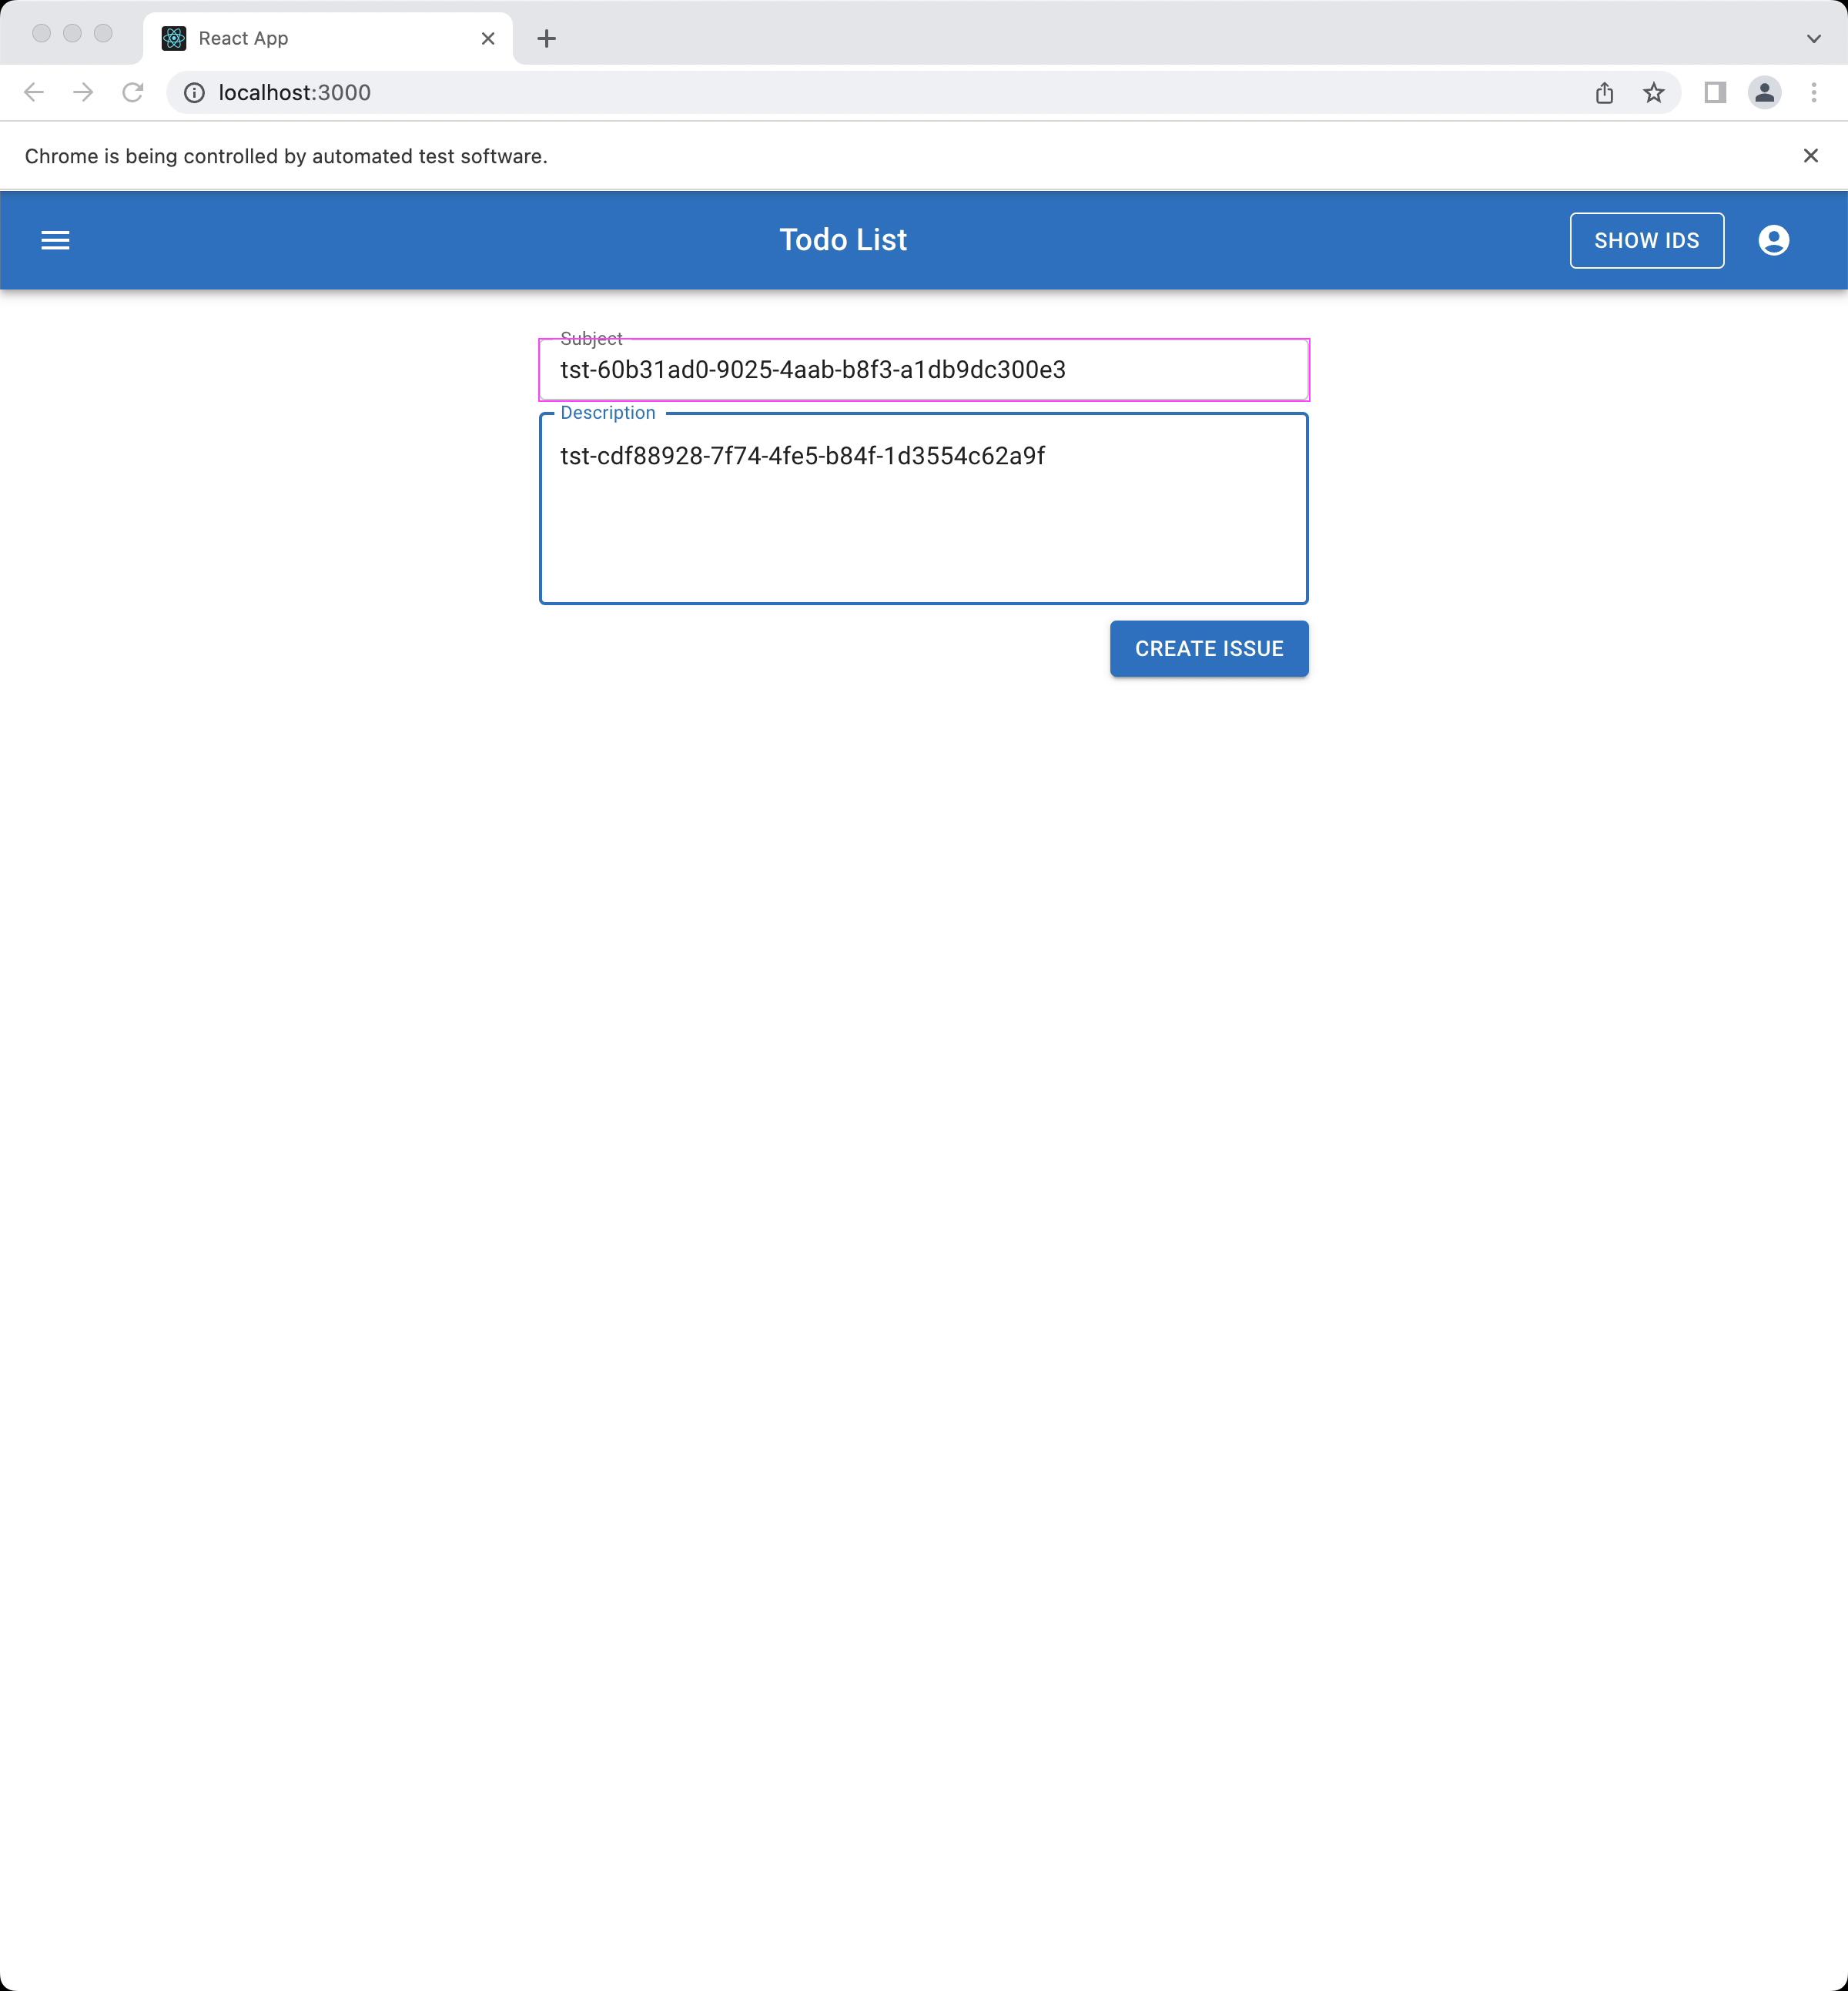 React App
localhost:3000
Chrome is being controlled by automated test software.
Todo List
SHOW IDS
Subject
tst-60b31ad0-9025-4aab-b8f3-a1db9dc300e3
Description
tst-cdf88928-7f74-4fe5-b84f-1d3554c62a9f
CREATE ISSUE